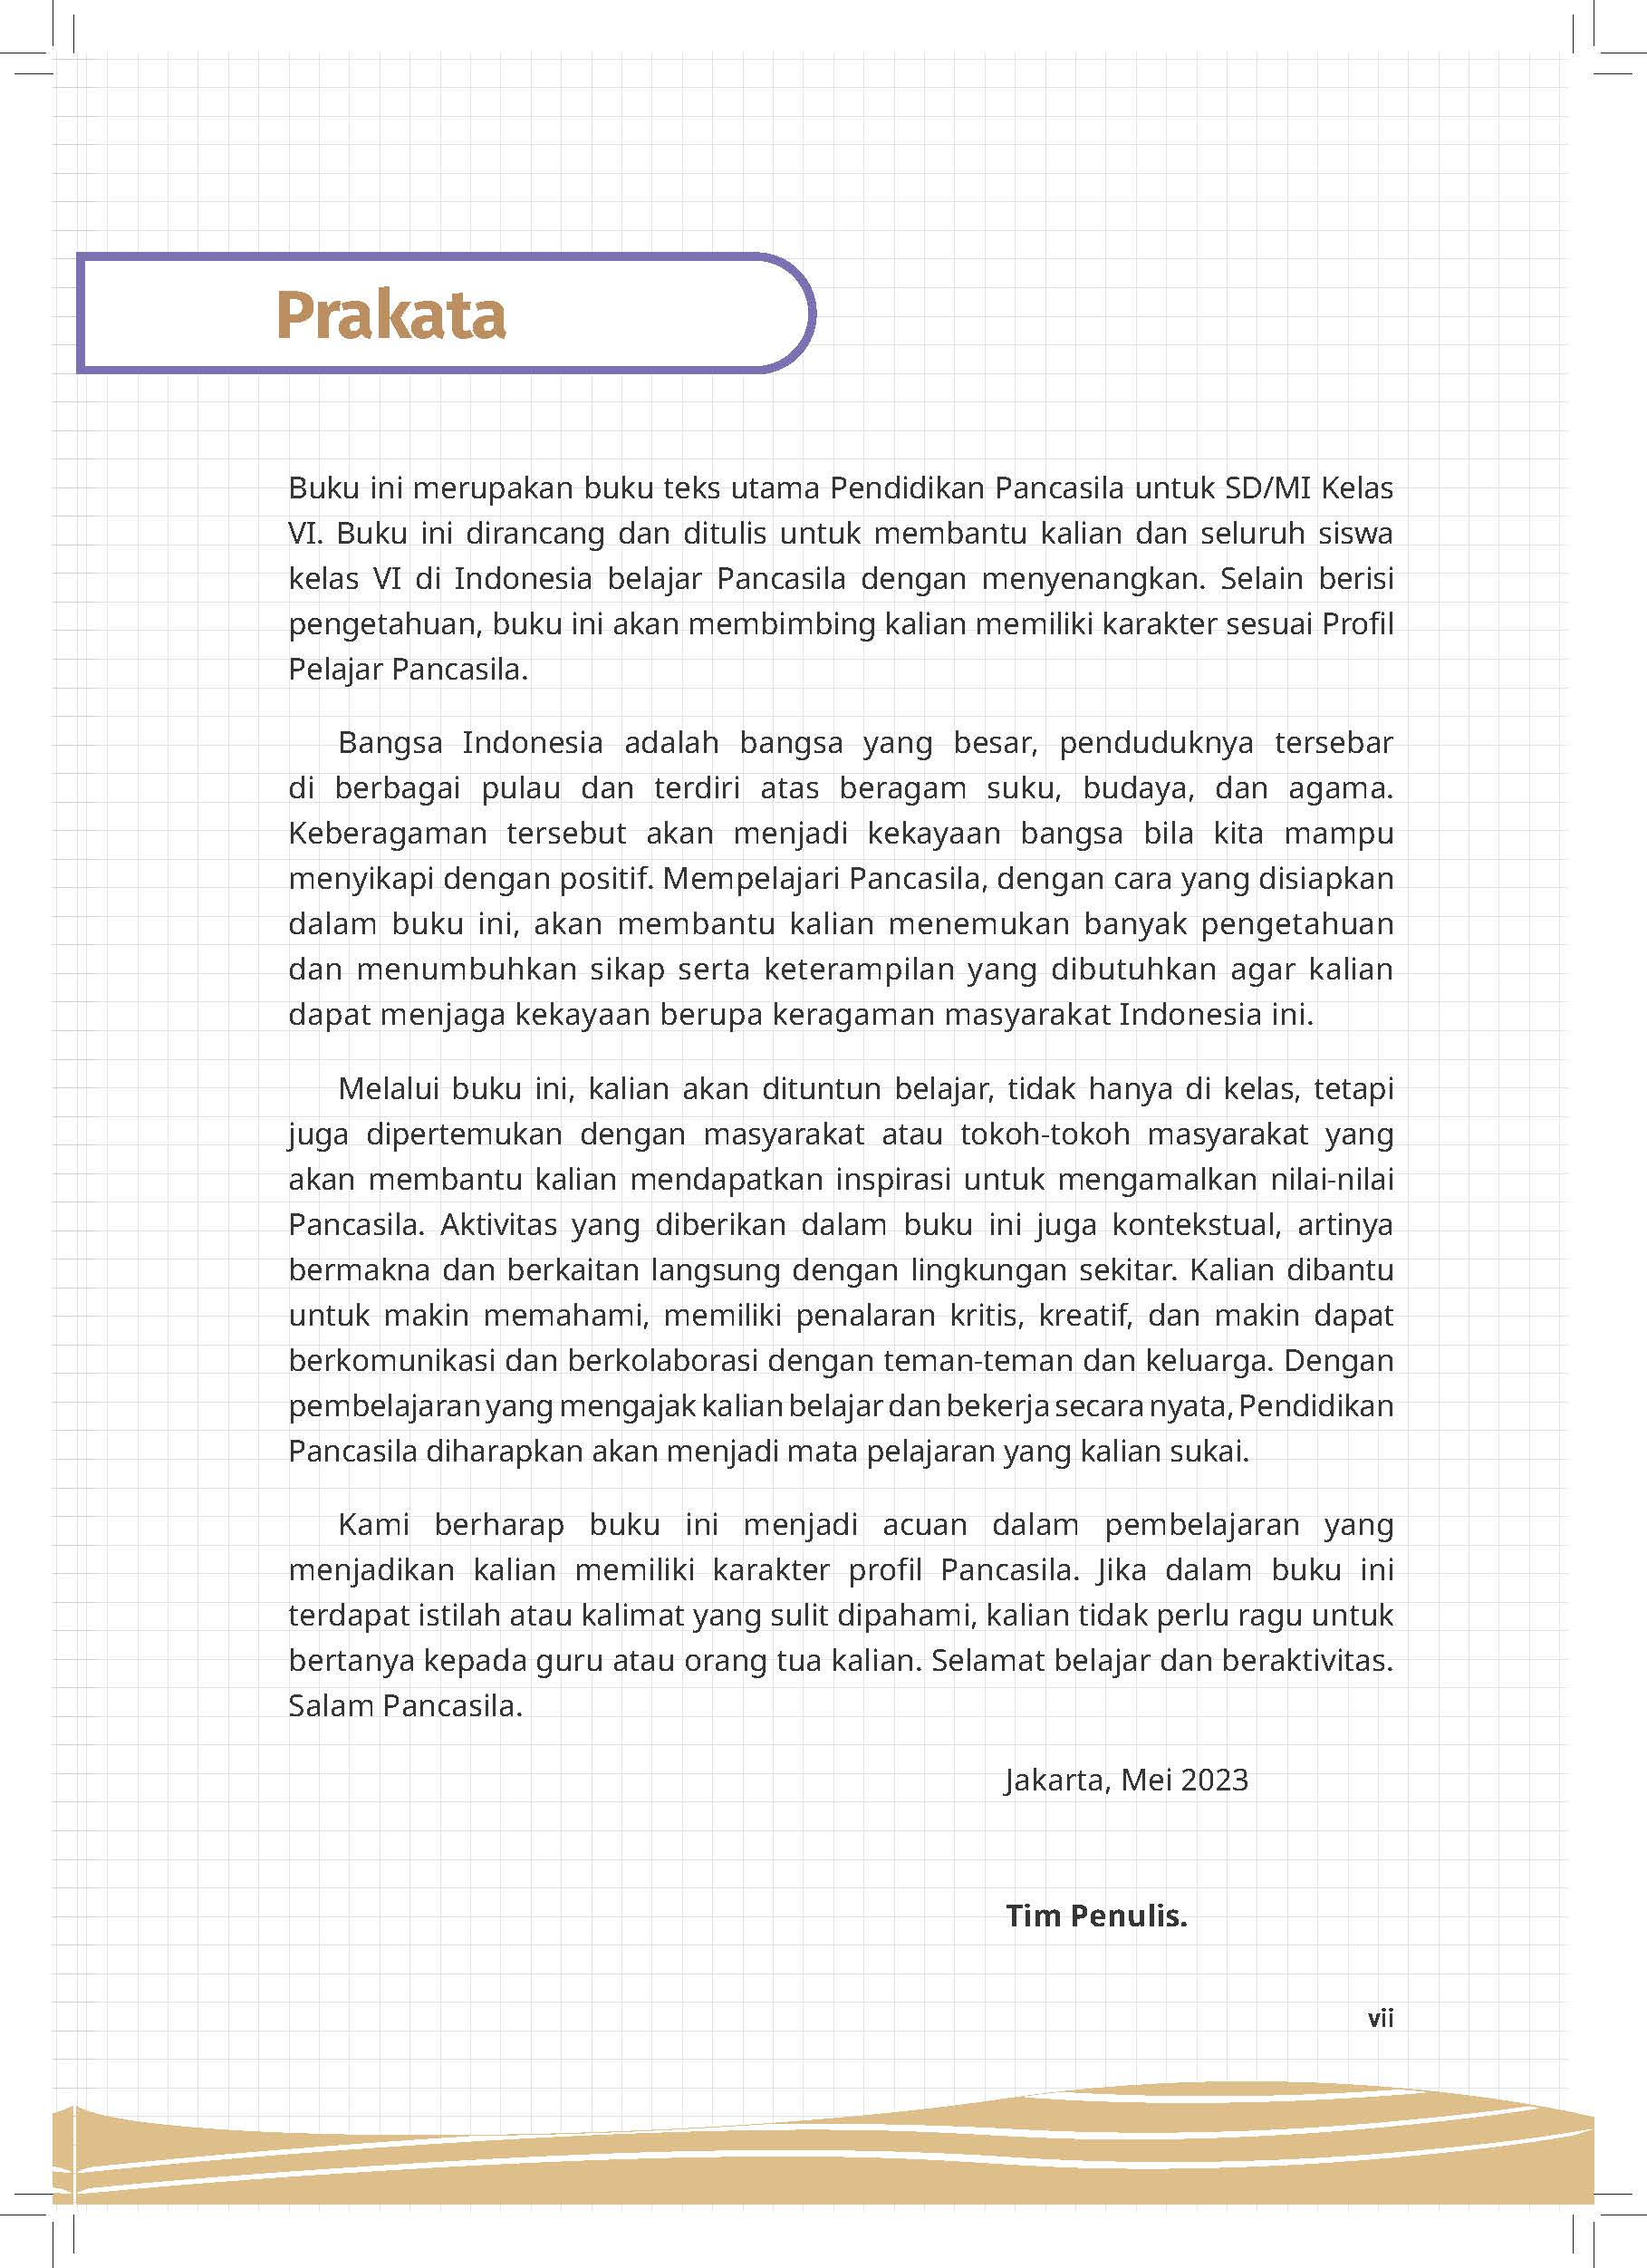 Prakata
Buku ini merupakan buku teks utama Pendidikan Pancasila untuk SD/MI Kelas
VI. Buku ini dirancang dan ditulis untuk membantu kalian dan seluruh siswa
kelas VI di Indonesia belajar Pancasila dengan menyenangkan. Selain berisi
pengetahuan, buku ini akan membimbing kalian memiliki karakter sesuai Profil
Pelajar Pancasila.
Bangsa Indonesia adalah bangsa yang besar, penduduknya tersebar
di berbagai pulau dan terdiri atas beragam suku, budaya, dan agama.
Keberagaman tersebut akan menjadi kekayaan bangsa bila kita mampu
menyikapi dengan positif. Mempelajari Pancasila, dengan cara yang disiapkan
dalam buku ini, akan membantu kalian menemukan banyak pengetahuan
dan menumbuhkan sikap serta keterampilan yang dibutuhkan agar kalian
dapat menjaga kekayaan berupa keragaman masyarakat Indonesia ini.
Melalui buku ini, kalian akan dituntun belajar, tidak hanya di kelas, tetapi
juga dipertemukan dengan masyarakat atau tokoh-tokoh masyarakat yang
akan membantu kalian mendapatkan inspirasi untuk mengamalkan nilai-nilai
Pancasila. Aktivitas yang diberikan dalam buku ini juga kontekstual, artinya
bermakna dan berkaitan langsung dengan lingkungan sekitar. Kalian dibantu
untuk makin memahami, memiliki penalaran kritis, kreatif, dan makin dapat
berkomunikasi dan berkolaborasi dengan teman-teman dan keluarga. Dengan
pembelajaran yang mengajak kalian belajar dan bekerja secara nyata, Pendidikan
Pancasila diharapkan akan menjadi mata pelajaran yang kalian sukai.
Kami berharap buku ini menjadi acuan dalam pembelajaran yang
menjadikan kalian memiliki karakter profil Pancasila. Jika dalam buku ini
terdapat istilah atau kalimat yang sulit dipahami, kalian tidak perlu ragu untuk
bertanya kepada guru atau orang tua kalian. Selamat belajar dan beraktivitas.
Salam Pancasila.
Jakarta, Mei 2023
Tim Penulis.
vii